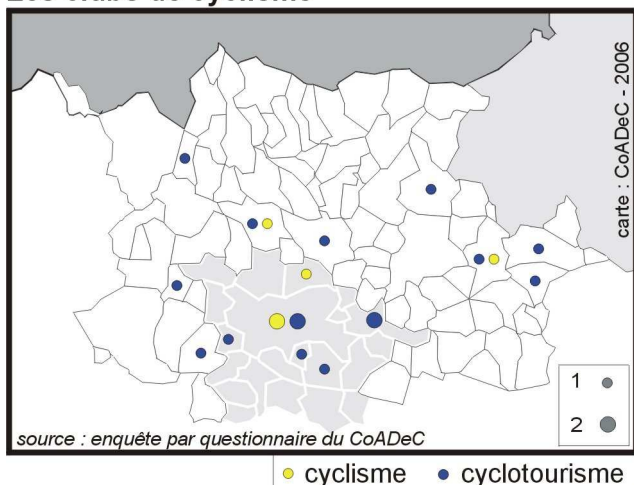 carte : CoADeC - 2006
1
2
source : enquête par questionnaire du CoADeC
cyclisme
cyclotourisme